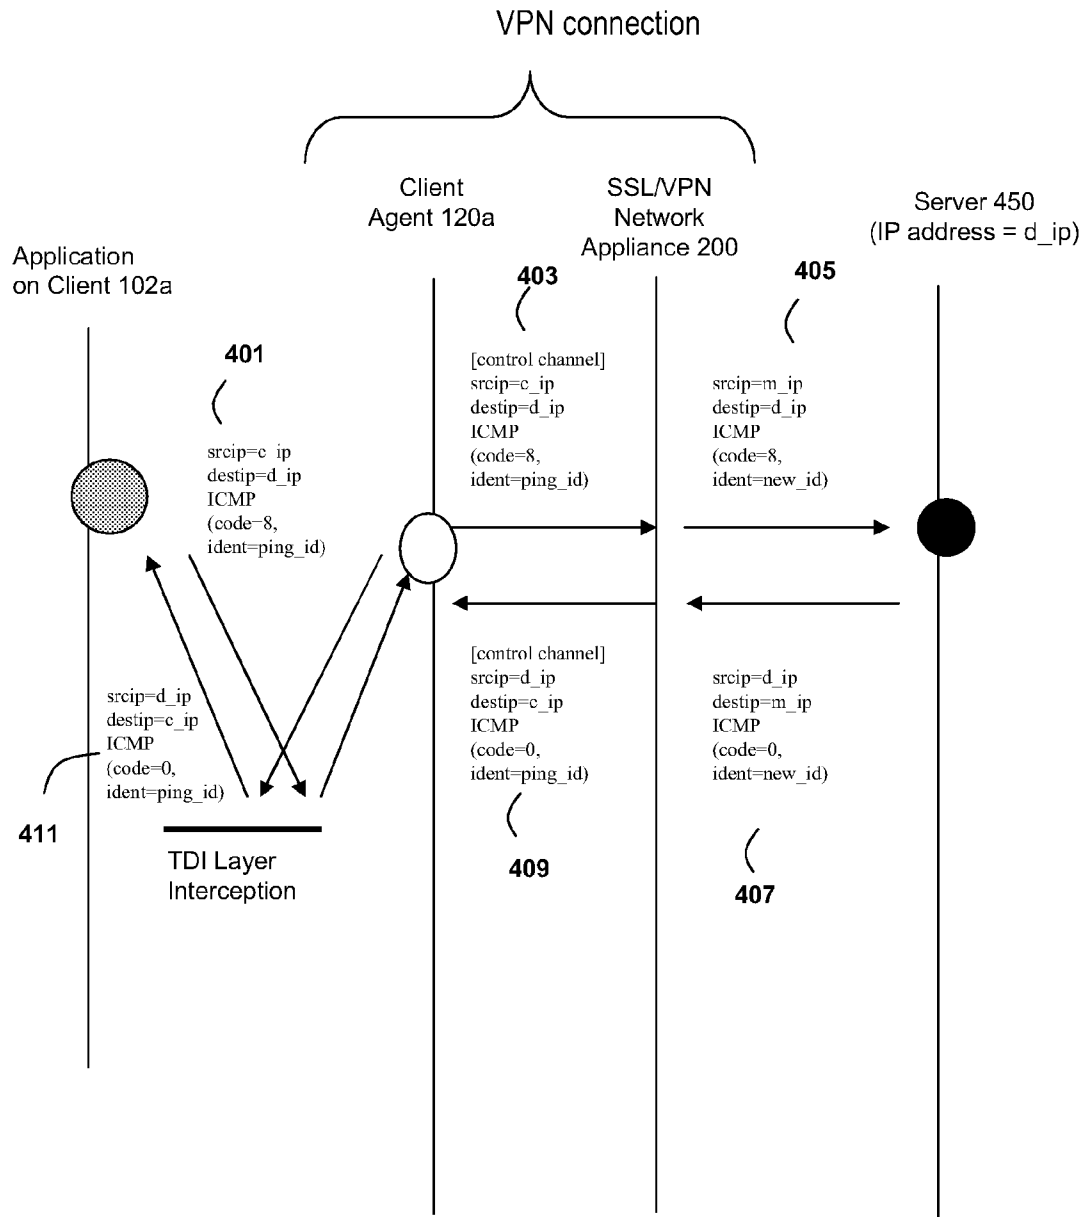 VPN connection
Client
Agent 120a
SSL/VPN
Network
Appliance 200
Server 450
(IP address = d_ip)
Application
on Client 102a
403
405
401
[control channel]
srcip=c_ip
destip=d_ip
ICMP
(code=8,
ident=ping_id)
srcip=m_ip
destip=d_ip
ICMP
(code=8,
ident=new_id)
srcip=c_ip
destip=d_ip
ICMP
(code=8,
ident=ping_id)
[control channel]
srcip=d_ip
destip=c_ip
ICMP
(code=0,
ident=ping_id)
srcip=d_ip
destip=m_ip
ICMP
(code=0,
ident=new_id)
srcip=d_ip
destip=c_ip
ICMP
(code=0,
ident=ping_id)
411
TDI Layer
Interception
409
407